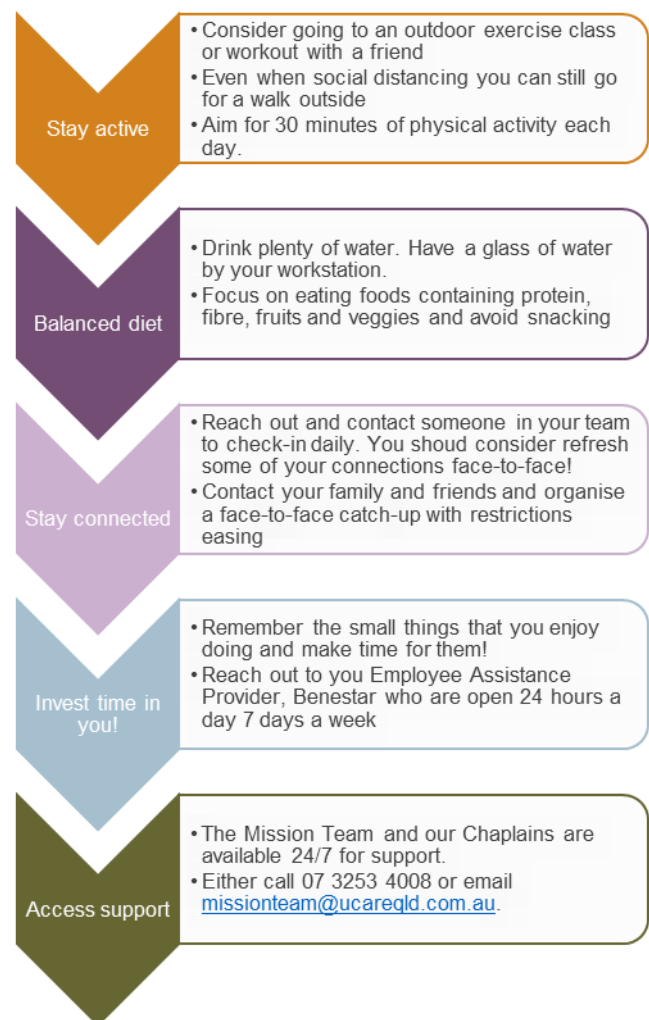 Stay active
• Consider going to an outdoor exercise class
or workout with a friend
• Even when social distancing you can still go
for a walk outside
• Aim for 30 minutes of physical activity each
day.
Balanced diet
• Drink plenty of water. Have a glass of water
by your workstation.
• Focus on eating foods containing protein,
fibre, fruits and veggies and avoid snacking
Stay connected
• Reach out and contact someone in your team
to check-in daily. You shoud consider refresh
some of your connections face-to-face!
• Contact your family and friends and organise
a face-to-face catch-up with restrictions
easing
Invest time in
you!
• Remember the small things that you enjoy
doing and make time for them!
• Reach out to you Employee Assistance
Provider, Benestar who are open 24 hours a
day 7 days a week
Access support
• The Mission Team and our Chaplains are
available 24/7 for support.
• Either call 07 3253 4008 or email
missionteam@ucareqld.com.au.